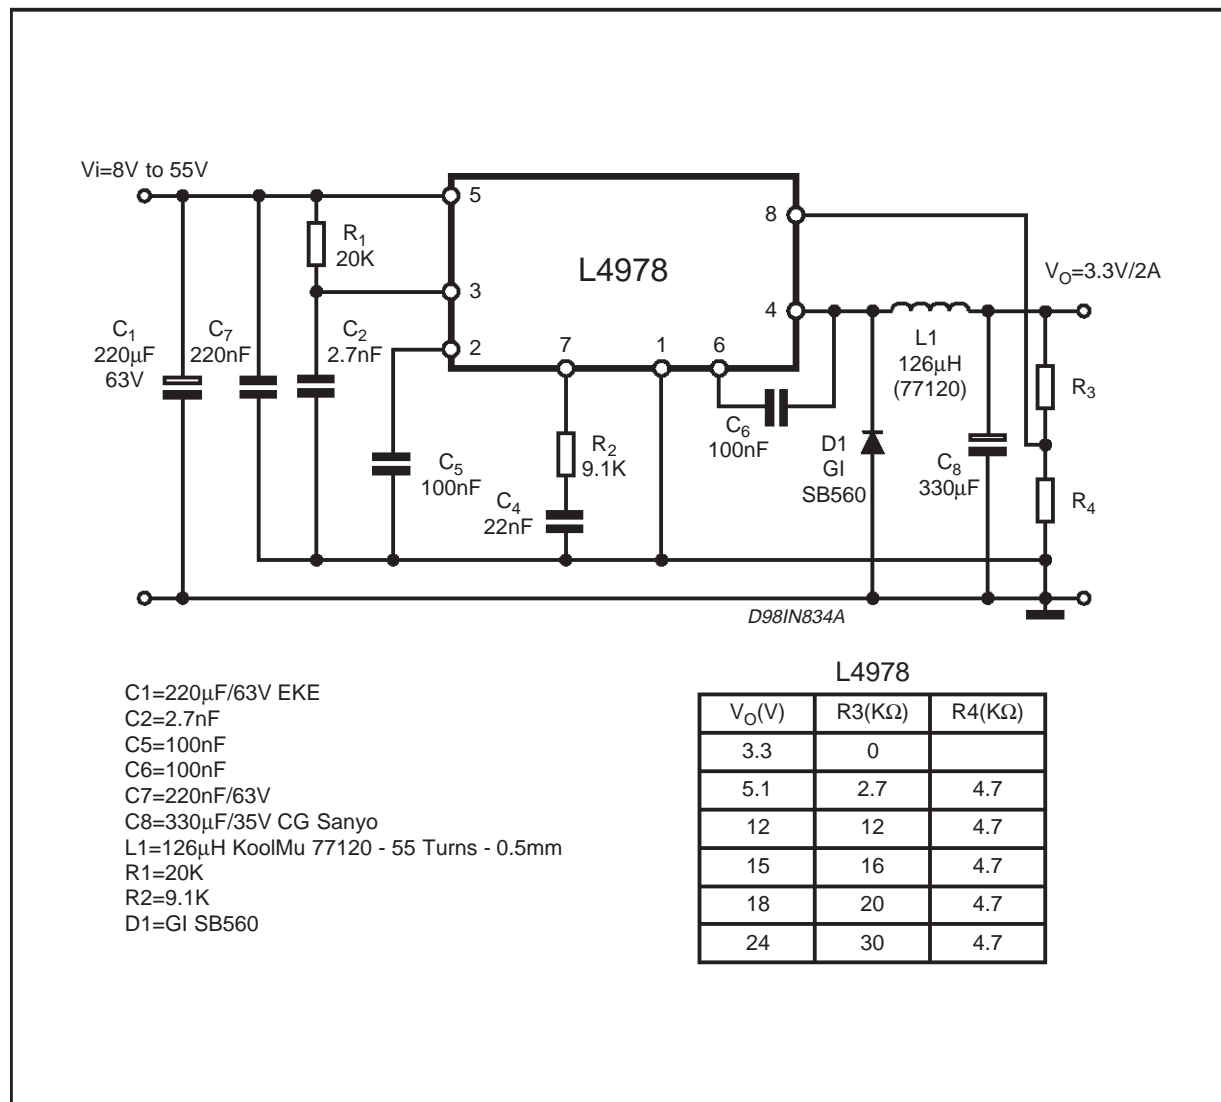 Vi=8V to 55V
5
8
R1
20K
L4978
VO=3.3V/2A
3
4
C1
220μF
63V
C7
220nF
C2
2.7nF
2
7
1
6
L1
126μH
(77120)
R3
C6
100nF
R2
9.1K
D1
GI
SB560
C5
100nF
C8
330μF
C4
22nF
R4
D98IN834A
C1=220μF/63V EKE
C2=2.7nF
C5=100nF
C6=100nF
C7=220nF/63V
C8=330μF/35V CG Sanyo
L1=126μH KoolMu 77120 - 55 Turns - 0.5mm
R1=20K
R2=9.1K
D1=GI SB560
L4978
VO(V) R3(KΩ) R4(KΩ)
3.3 0
5.1 2.7 4.7
12 12 4.7
15 16 4.7
18 20 4.7
24 30 4.7